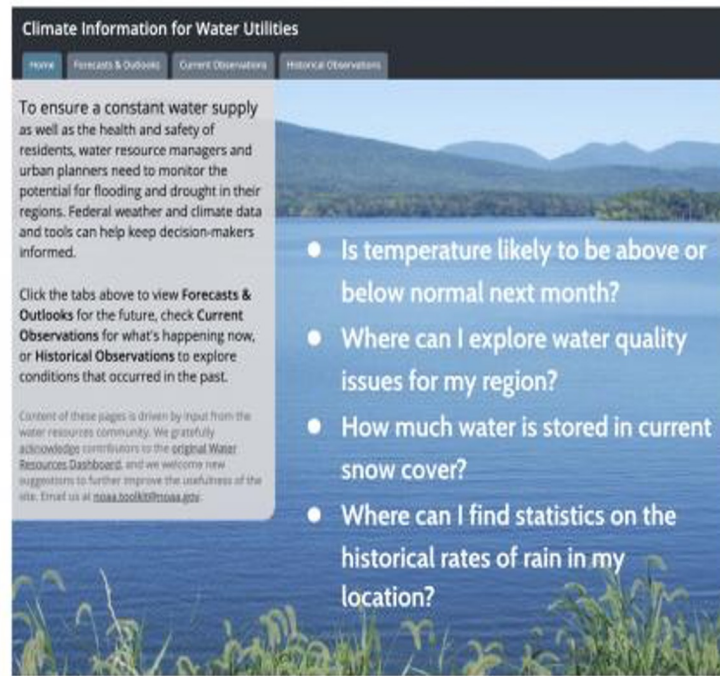 Climate Information for Water Utilities
Home
Forecasts & Outlooks
Current Observations
Historical Observations
To ensure a constant water supply
as well as the health and safety of
residents, water resource managers and
urban planners need to monitor the
potential for flooding and drought in their
regions. Federal weather and climate data
and tools can help keep decision-makers
informed.
Click the tabs above to view Forecasts &
Outlooks for the future, check Current
Observations for what's happening now,
or Historical Observations to explore
conditions that occurred in the past.
Content of these pages is driven by input from the
water resources community. We gratefully
acknowledge contributors to the original Water
Resources Dashboard, and we welcome new
suggestions to further improve the usefulness of the
site. Email us at noaa.toolkit@noaa.gov.
• Is temperature likely to be above or
below normal next month?
• Where can I explore water quality
issues for my region?
• How much water is stored in current
snow cover?
• Where can I find statistics on the
historical rates of rain in my
location?